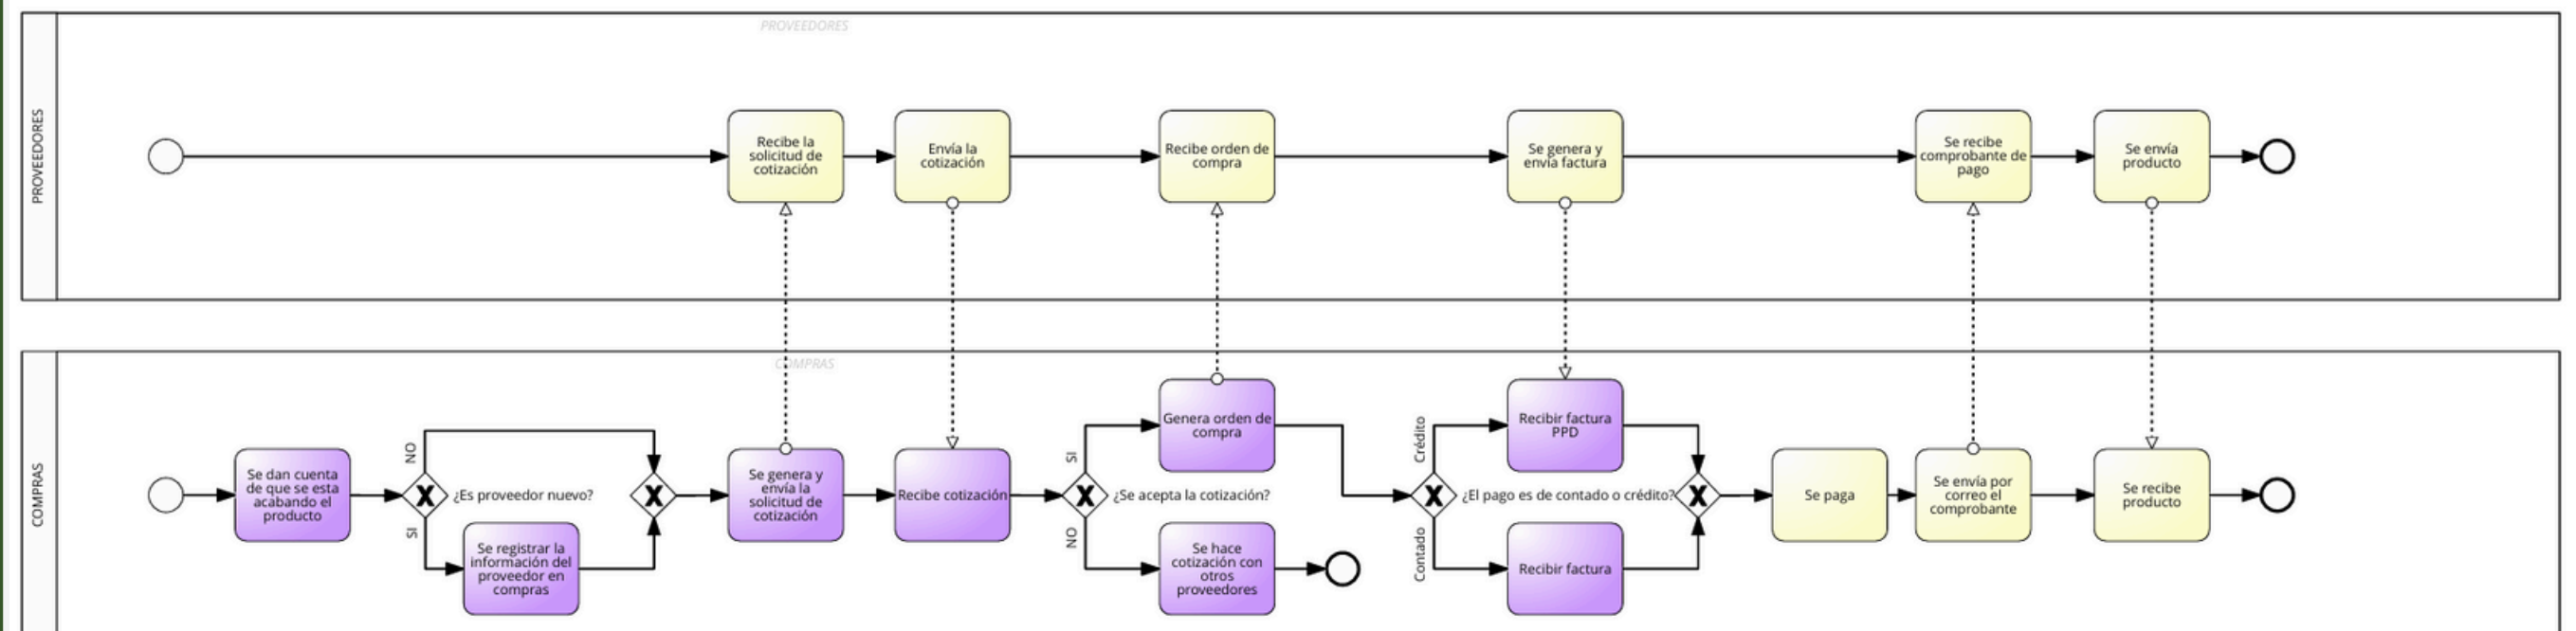 PROVEEDORES
PROVEEDORES
Recibe la
solicitud de
cotización
Envía la
cotización
Recibe orden de
compra
Se genera y
envía factura
Se recibe
comprobante de
pago
Se envía
producto
COMPRAS
COMPRAS
Se dan cuenta
de que se esta
acabando el
producto
NO
¿Es proveedor nuevo?
SI
Se registrar la
información del
proveedor en
compras
Se genera y
envía la
solicitud de
cotización
Recibe cotización
SI
¿Se acepta la cotización?
NO
Genera orden de
compra
Se hace
cotización con
otros
proveedores
Crédito
¿El pago es de contado o crédito?
Contado
Recibir factura
PPD
Recibir factura
Se paga
Se envía por
correo el
comprobante
Se recibe
producto